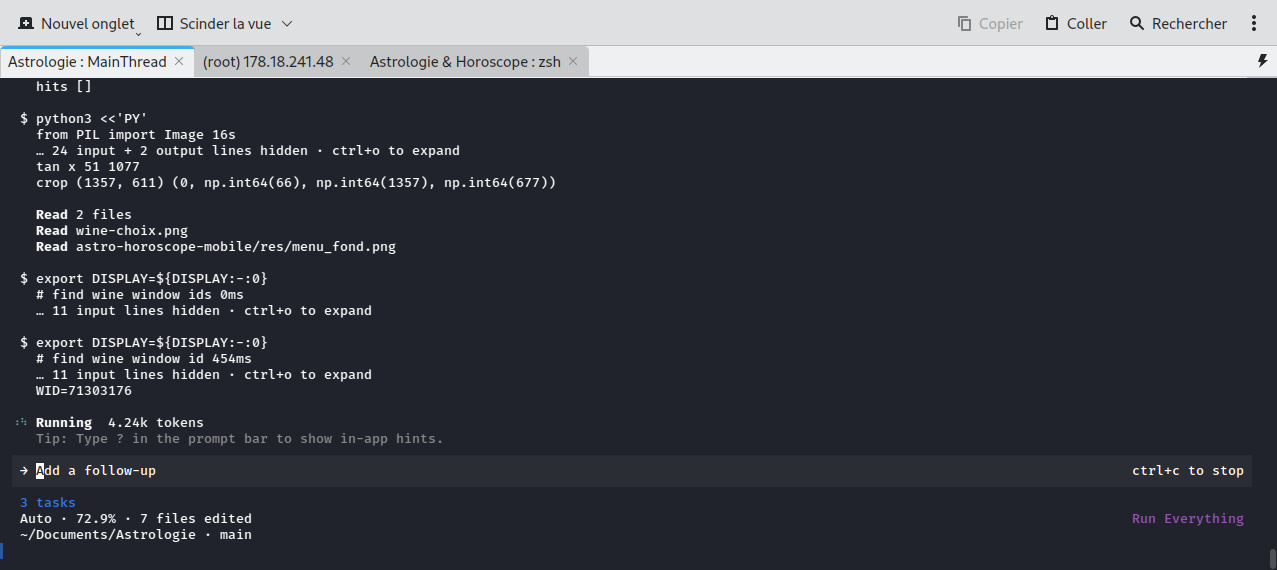 Nouvel onglet Scinder la vue Copier Coller Rechercher
Astrologie : MainThread (root) 178.18.241.48 Astrologie & Horoscope : zsh
hits []
$ python3 <<'PY'
from PIL import Image 16s
… 24 input + 2 output lines hidden · ctrl+o to expand
tan x 51 1077
crop (1357, 611) (0, np.int64(66), np.int64(1357), np.int64(677))
Read 2 files
Read wine-choix.png
Read astro-horoscope-mobile/res/menu_fond.png
$ export DISPLAY=${DISPLAY:-:0}
# find wine window ids 0ms
… 11 input lines hidden · ctrl+o to expand
$ export DISPLAY=${DISPLAY:-:0}
# find wine window id 454ms
… 11 input lines hidden · ctrl+o to expand
WID=71303176
Running 4.24k tokens
Tip: Type ? in the prompt bar to show in-app hints.
→ Add a follow-up ctrl+c to stop
3 tasks
Auto · 72.9% · 7 files edited Run Everything
~/Documents/Astrologie · main